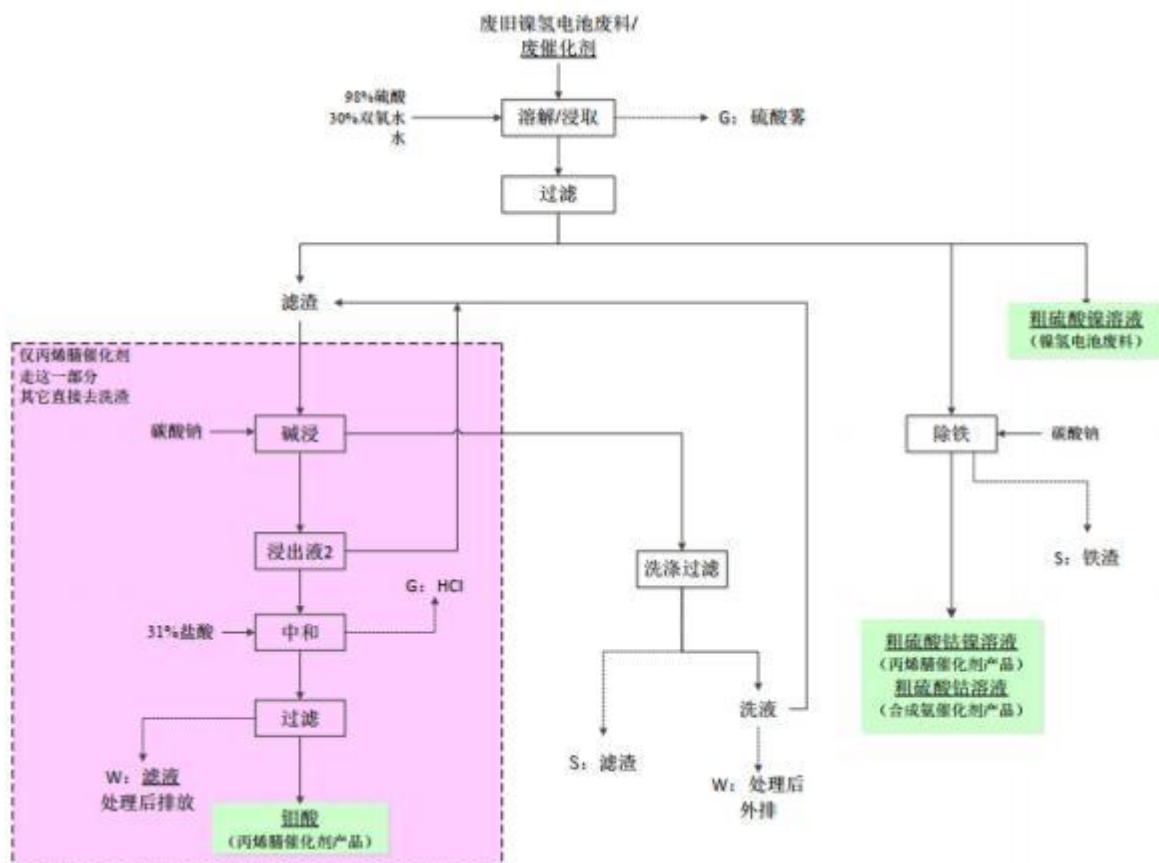 废旧镍氢电池废料/
废催化剂
98%硫酸
30%双氧水
水
溶解/浸取
G：硫酸雾
过滤
滤渣
粗硫酸镍溶液
（镍氢电池废料）
仅丙烯腈催化剂
走这一部分
其它直接去洗渣
碳酸钠
碱浸
除铁
碳酸钠
浸出液2
洗涤过滤
S：铁渣
G：HCl
31%盐酸
中和
粗硫酸钴镍溶液
（丙烯腈催化剂产品）
粗硫酸钴溶液
（合成氨催化剂产品）
过滤
洗液
W：滤液
处理后排放
S：滤渣
W：处理后
外排
钼酸
（丙烯腈催化剂产品）